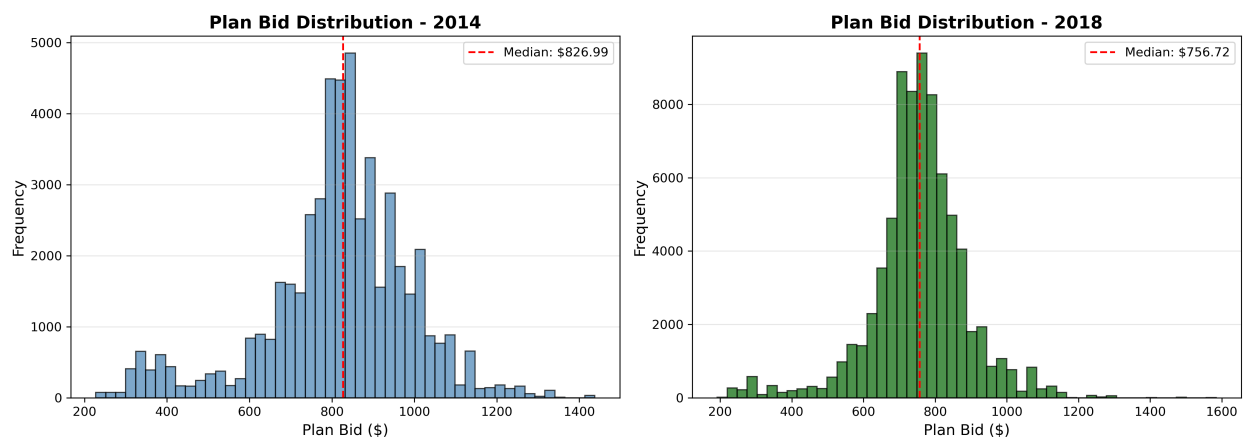 Plan Bid Distribution - 2014
Median: $826.99
5000
4000
3000
2000
1000
0
Frequency
200 400 600 800 1000 1200 1400
Plan Bid ($)
Plan Bid Distribution - 2018
Median: $756.72
8000
6000
4000
2000
0
Frequency
200 400 600 800 1000 1200 1400 1600
Plan Bid ($)